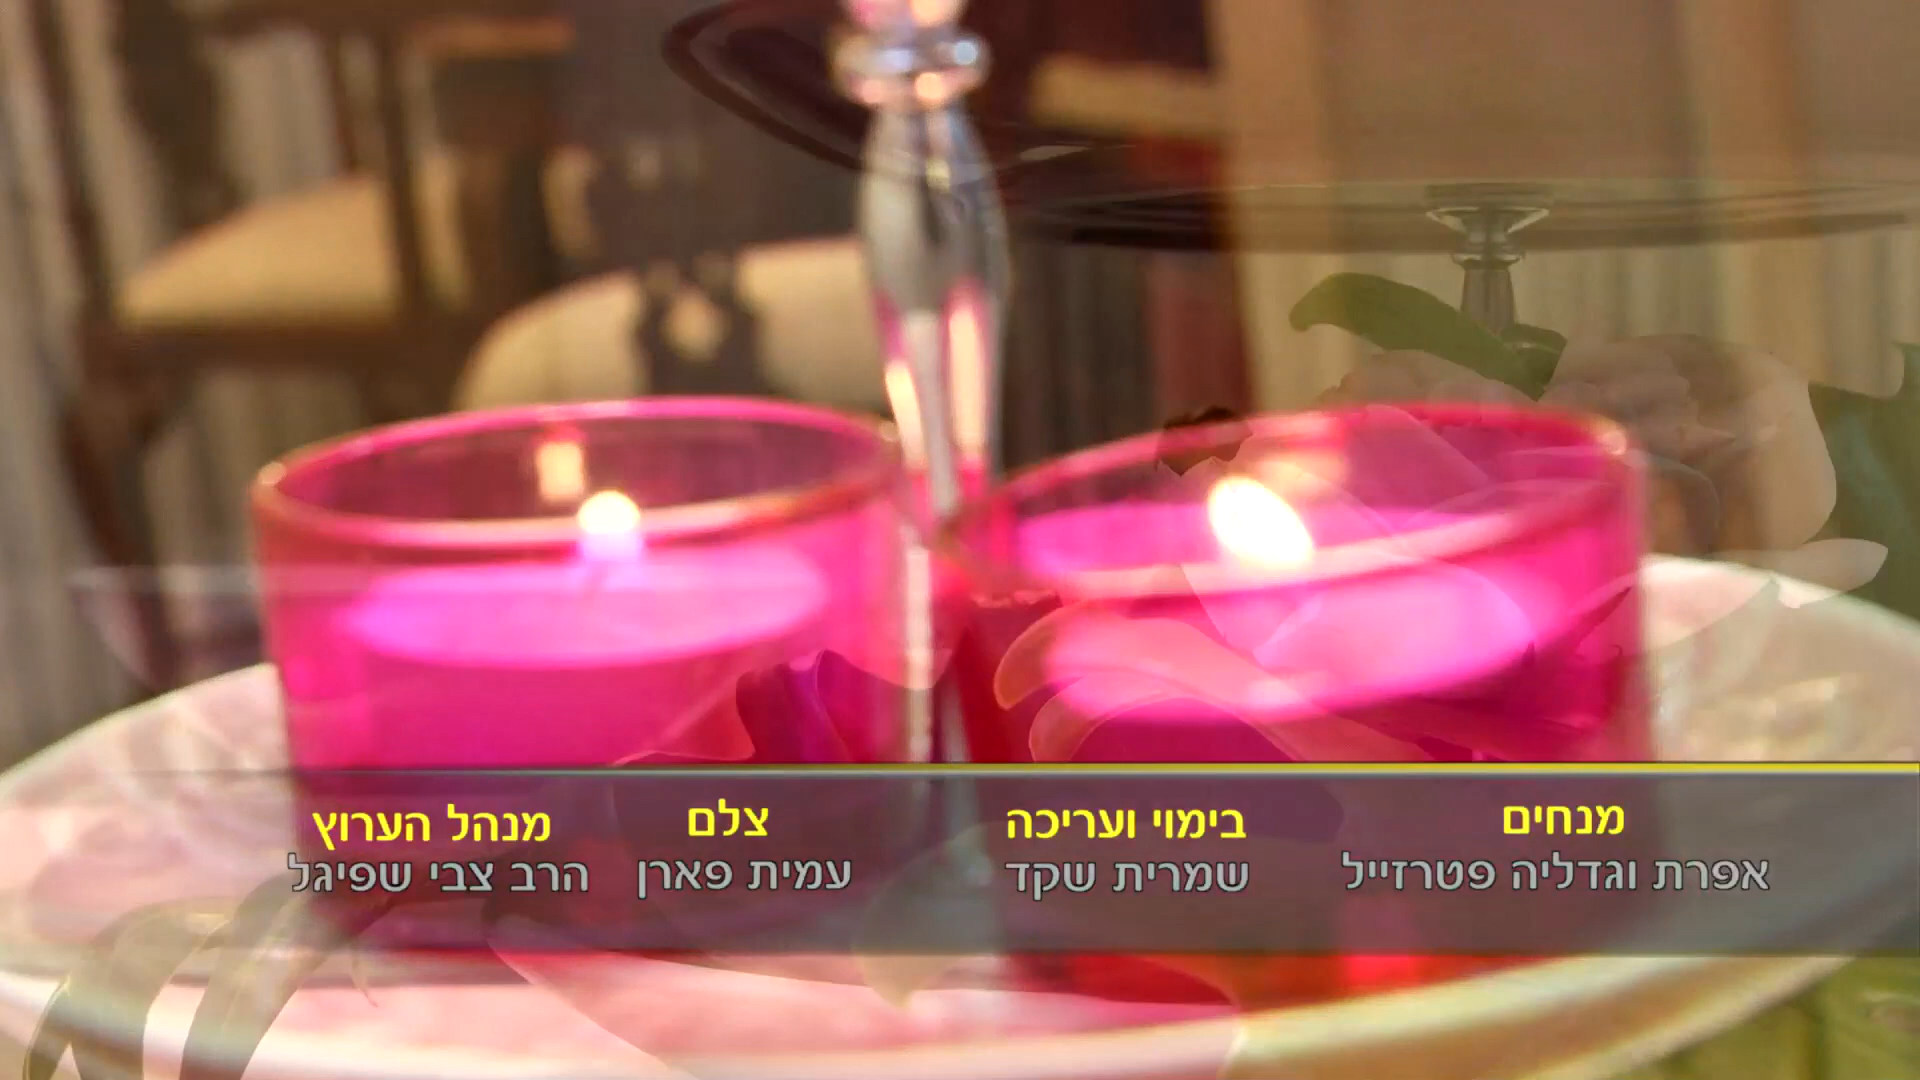 מנחים
אפרת וגדליה פטרזייל
בימוי ועריכה
שמרית שקד
צלם
עמית פארן
מנהל הערוץ
הרב צבי שפיגל